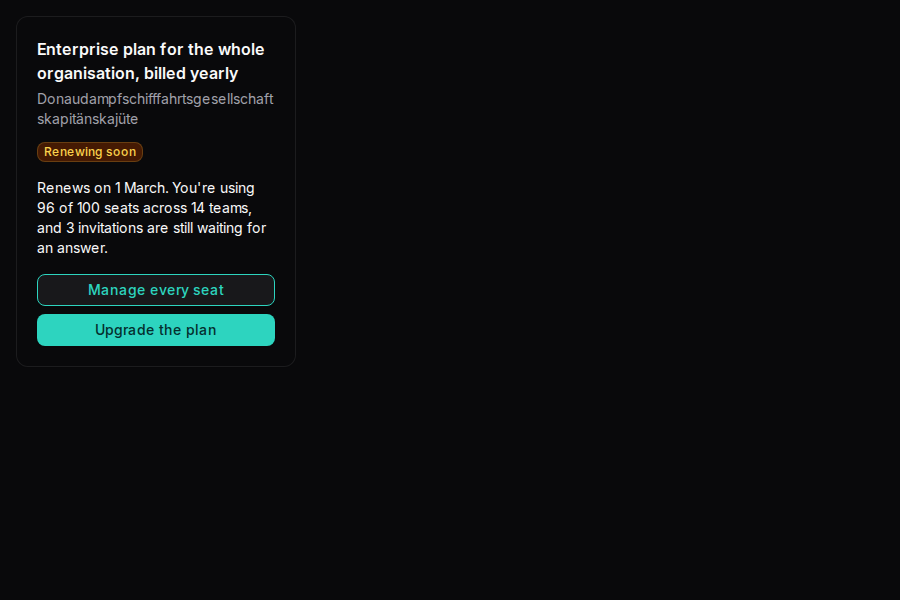 Enterprise plan for the whole
organisation, billed yearly
Donaudampfschifffahrtsgesellschaft
skapitänskajüte
Renewing soon
Renews on 1 March. You're using
96 of 100 seats across 14 teams,
and 3 invitations are still waiting for
an answer.
Manage every seat
Upgrade the plan